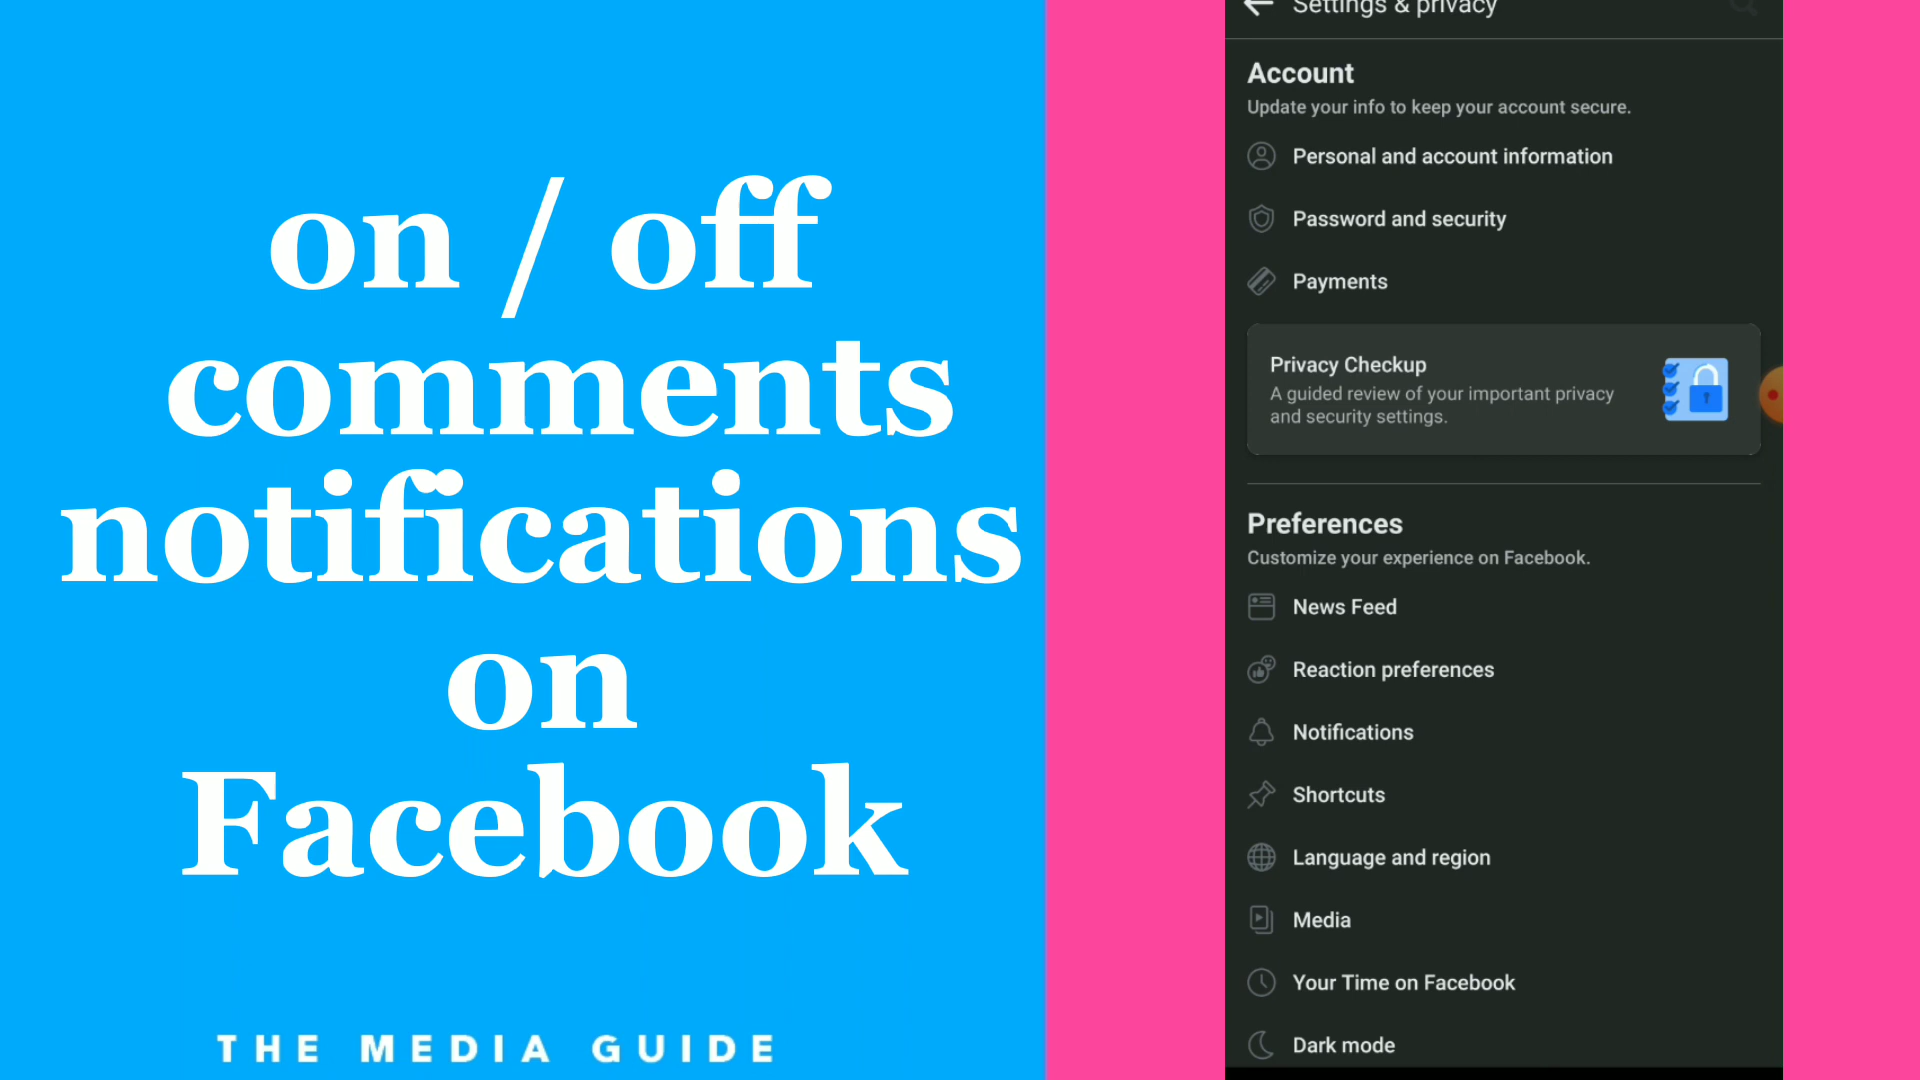 on / off
comments
notifications
on
Facebook
THE MEDIA GUIDE
Settings & privacy
Account
Update your info to keep your account secure.
Personal and account information
Password and security
Payments
Privacy Checkup
A guided review of your important privacy
and security settings.
Preferences
Customize your experience on Facebook.
News Feed
Reaction preferences
Notifications
Shortcuts
Language and region
Media
Your Time on Facebook
Dark mode